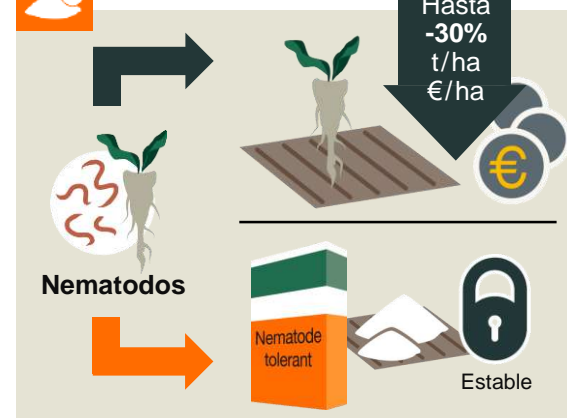 Hasta
-30%
t/ha
€/ha
€
Nematodos
Nematode
tolerant
Estable